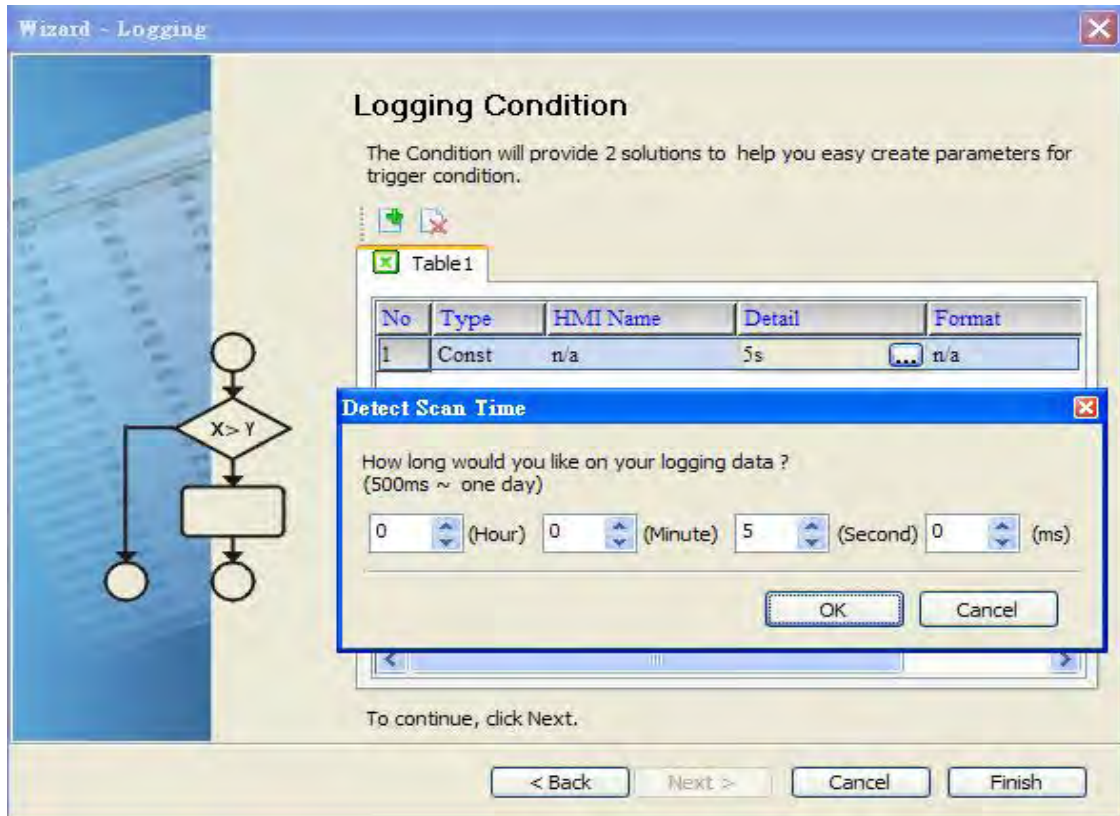 Wizard - Logging
Logging Condition
The Condition will provide 2 solutions to help you easy create parameters for
trigger condition.
Table1
No Type HMI Name Detail Format
1 Const n/a 5s ... n/a
X> Y
Detect Scan Time
How long would you like on your logging data ?
(500ms ~ one day)
0 (Hour) 0 (Minute) 5 (Second) 0 (ms)
OK Cancel
To continue, click Next.
< Back Next > Cancel Finish